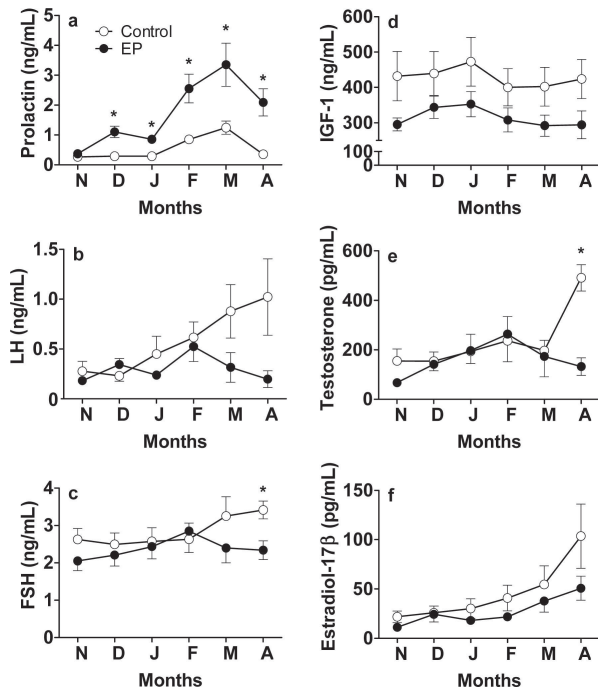 a
Control
EP
Prolactin (ng/mL)
5
4
3
2
1
0
* * * * *
N D J F M A
Months
d
IGF-1 (ng/mL)
600
500
400
300
100
0
N D J F M A
Months
b
LH (ng/mL)
1.5
1.0
0.5
0.0
N D J F M A
Months
e
Testosterone (pg/mL)
600
400
200
0
*
N D J F M A
Months
c
FSH (ng/mL)
4
3
2
1
0
*
N D J F M A
Months
f
Estradiol-17β (pg/mL)
150
100
50
0
N D J F M A
Months